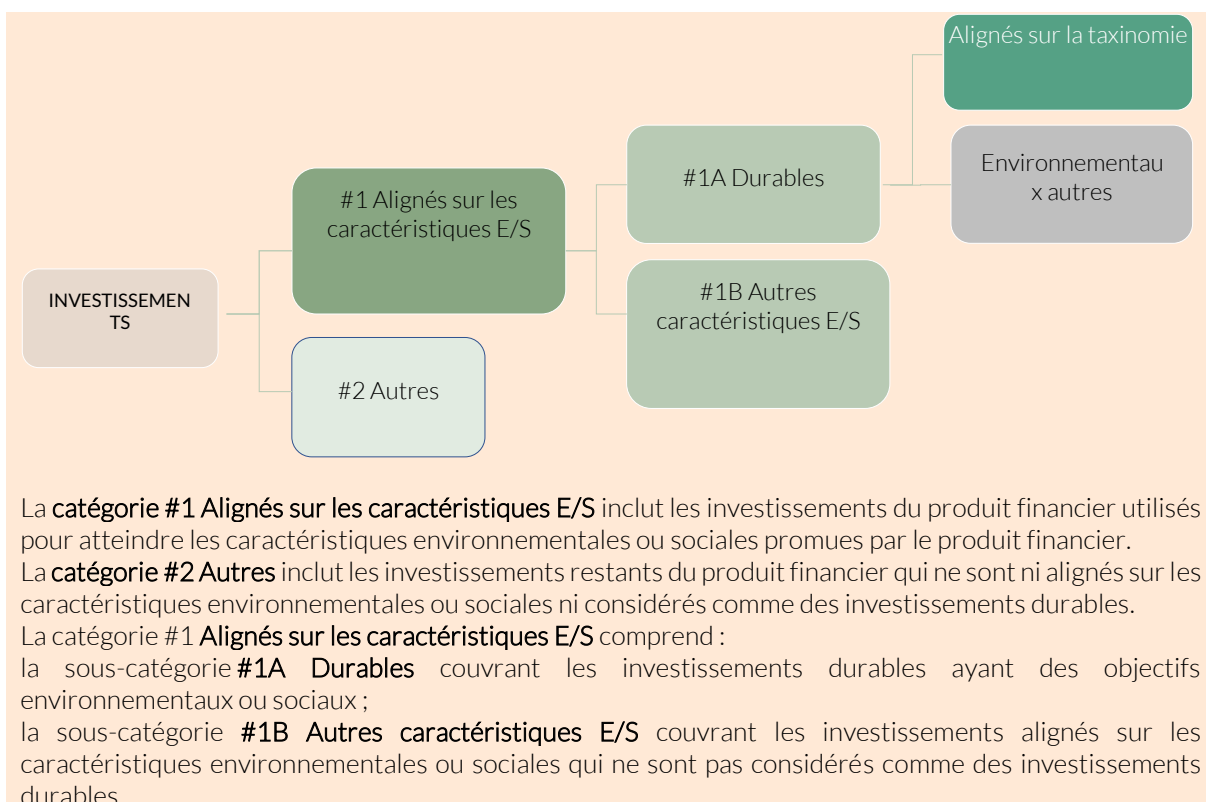 Alignés sur la taxinomie
Environnementau
x autres
#1A Durables
#1 Alignés sur les
caractéristiques E/S
#1B Autres
caractéristiques E/S
INVESTISSEMEN
TS
#2 Autres
La catégorie #1 Alignés sur les caractéristiques E/S inclut les investissements du produit financier utilisés
pour atteindre les caractéristiques environnementales ou sociales promues par le produit financier.
La catégorie #2 Autres inclut les investissements restants du produit financier qui ne sont ni alignés sur les
caractéristiques environnementales ou sociales ni considérés comme des investissements durables.
La catégorie #1 Alignés sur les caractéristiques E/S comprend :
la sous-catégorie #1A Durables couvrant les investissements durables ayant des objectifs
environnementaux ou sociaux ;
la sous-catégorie #1B Autres caractéristiques E/S couvrant les investissements alignés sur les
caractéristiques environnementales ou sociales qui ne sont pas considérés comme des investissements
durables